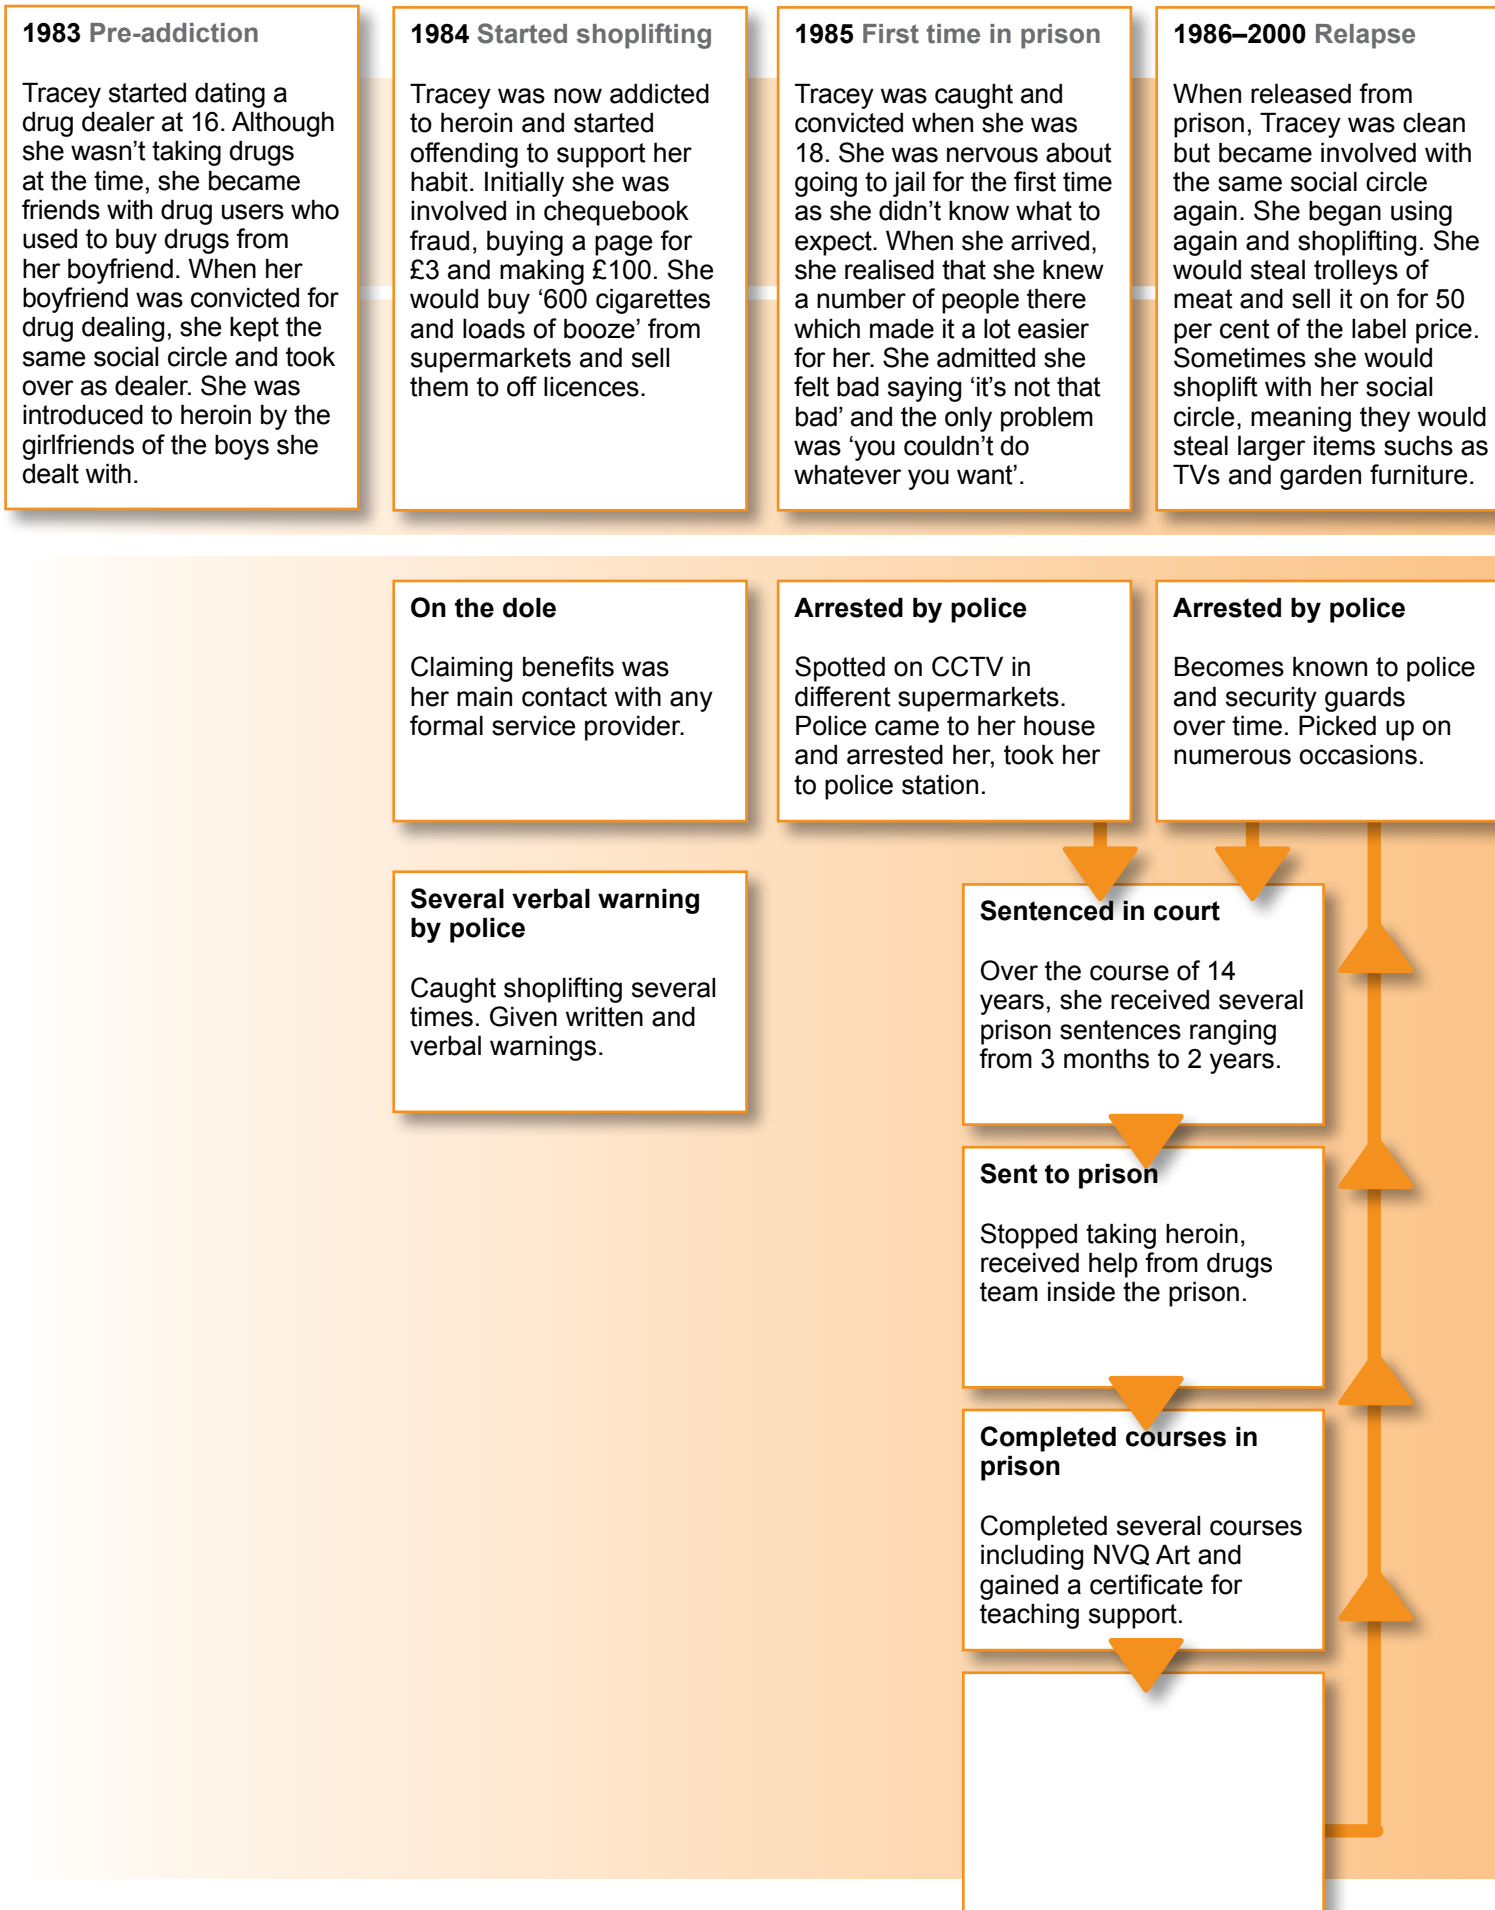 1983 Pre-addiction
Tracey started dating a
drug dealer at 16. Although
she wasn’t taking drugs
at the time, she became
friends with drug users who
used to buy drugs from
her boyfriend. When her
boyfriend was convicted for
drug dealing, she kept the
same social circle and took
over as dealer. She was
introduced to heroin by the
girlfriends of the boys she
dealt with.
1984 Started shoplifting
Tracey was now addicted
to heroin and started
offending to support her
habit. Initially she was
involved in chequebook
fraud, buying a page for
£3 and making £100. She
would buy ‘600 cigarettes
and loads of booze’ from
supermarkets and sell
them to off licences.
1985 First time in prison
Tracey was caught and
convicted when she was
18. She was nervous about
going to jail for the first time
as she didn’t know what to
expect. When she arrived,
she realised that she knew
a number of people there
which made it a lot easier
for her. She admitted she
felt bad saying ‘it’s not that
bad’ and the only problem
was ‘you couldn’t do
whatever you want’.
1986–2000 Relapse
When released from
prison, Tracey was clean
but became involved with
the same social circle
again. She began using
again and shoplifting. She
would steal trolleys of
meat and sell it on for 50
per cent of the label price.
Sometimes she would
shoplift with her social
circle, meaning they would
steal larger items suchs as
TVs and garden furniture.
On the dole
Claiming benefits was
her main contact with any
formal service provider.
Arrested by police
Spotted on CCTV in
different supermarkets.
Police came to her house
and arrested her, took her
to police station.
Arrested by police
Becomes known to police
and security guards
over time. Picked up on
numerous occasions.
Several verbal warning
by police
Caught shoplifting several
times. Given written and
verbal warnings.
Sentenced in court
Over the course of 14
years, she received several
prison sentences ranging
from 3 months to 2 years.
Sent to prison
Stopped taking heroin,
received help from drugs
team inside the prison.
Completed courses in
prison
Completed several courses
including NVQ Art and
gained a certificate for
teaching support.